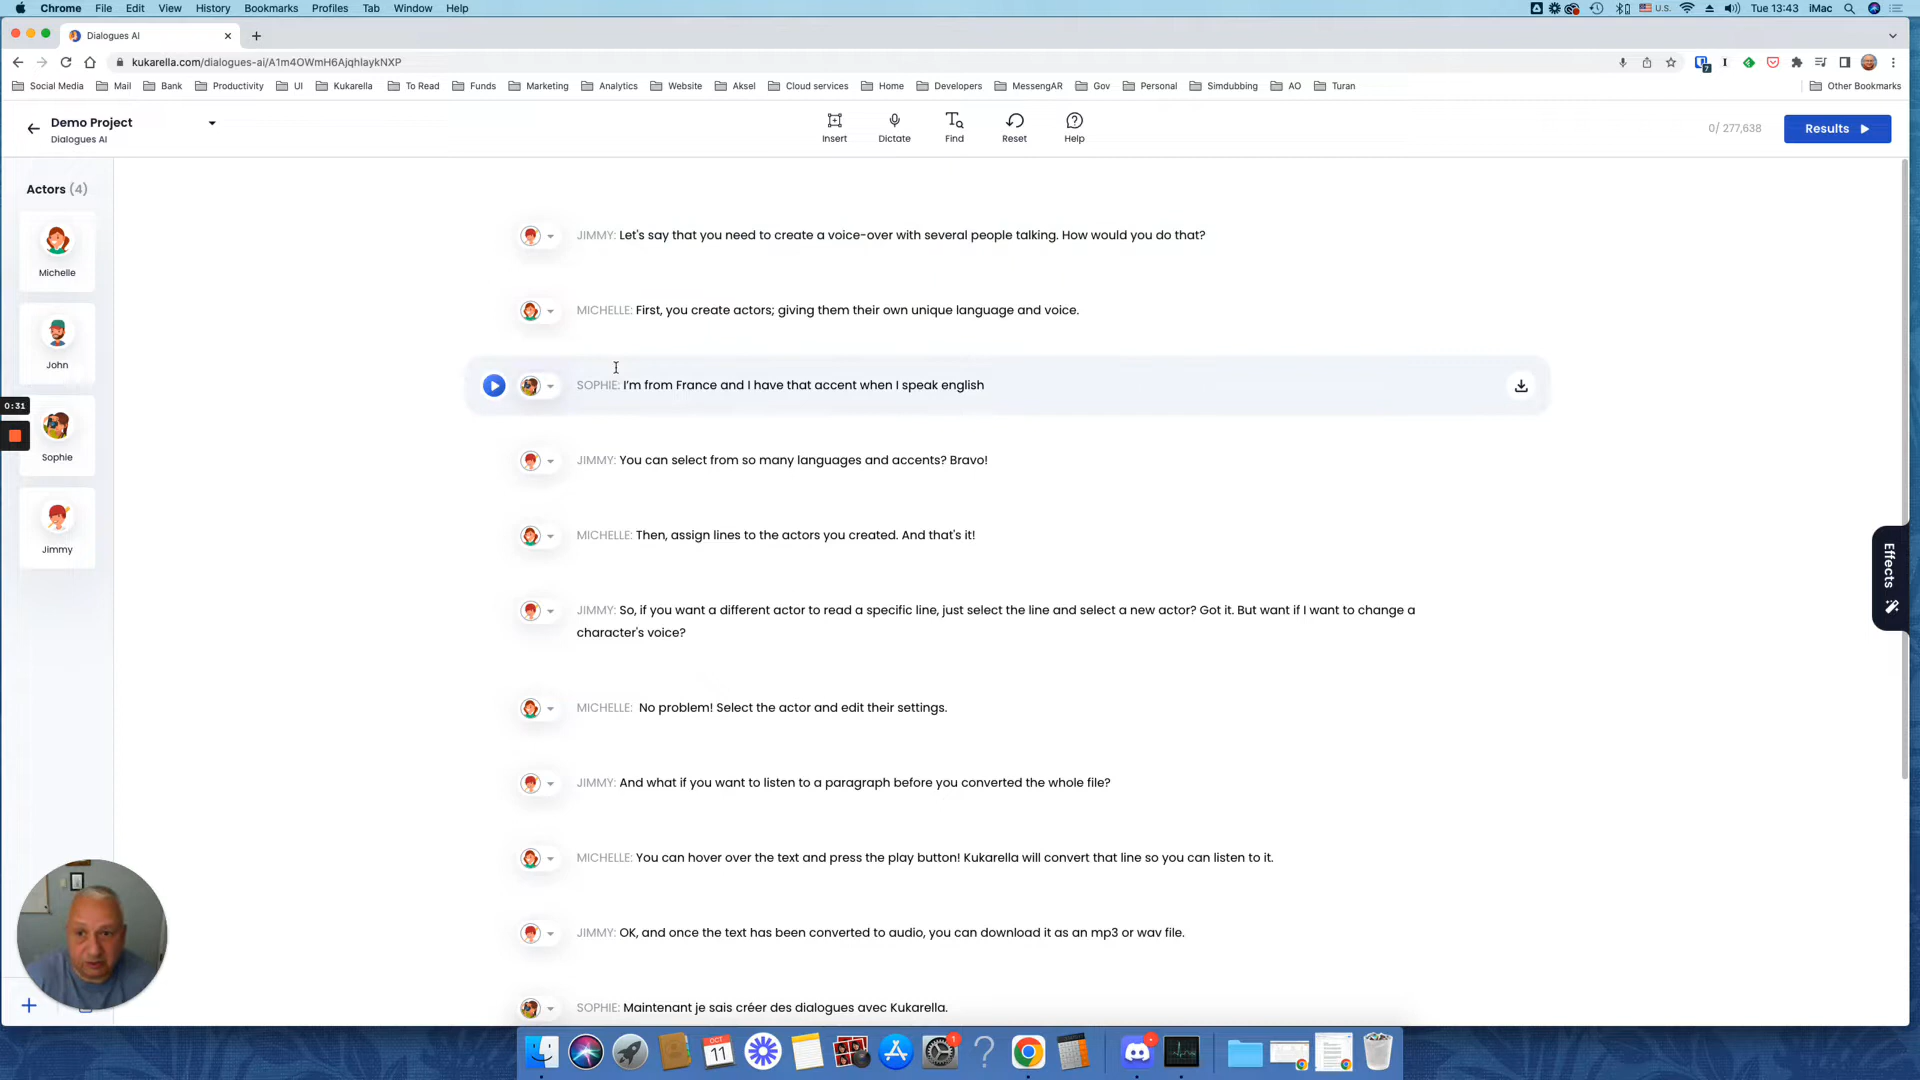 Chrome File Edit View History Bookmarks Profiles Tab Window Help
U.S. Tue 13:43 iMac
Dialogues AI
kukarella.com/dialogues-ai/A1m4OWmH6AjqhlaykNXP
7
Social Media Mail Bank Productivity UI Kukarella To Read Funds Marketing Analytics Website Aksel Cloud services Home Developers MessengAR Gov Personal Simdubbing AO Turan Other Bookmarks
Demo Project
Dialogues AI
Insert Dictate Find Reset Help
0/ 277,638
Results
Actors (4)
Michelle
John
Sophie
Jimmy
0:31
JIMMY: Let's say that you need to create a voice-over with several people talking. How would you do that?
MICHELLE: First, you create actors; giving them their own unique language and voice.
SOPHIE: I'm from France and I have that accent when I speak english
JIMMY: You can select from so many languages and accents? Bravo!
MICHELLE: Then, assign lines to the actors you created. And that's it!
JIMMY: So, if you want a different actor to read a specific line, just select the line and select a new actor? Got it. But want if I want to change a
character's voice?
MICHELLE: No problem! Select the actor and edit their settings.
JIMMY: And what if you want to listen to a paragraph before you converted the whole file?
MICHELLE: You can hover over the text and press the play button! Kukarella will convert that line so you can listen to it.
JIMMY: OK, and once the text has been converted to audio, you can download it as an mp3 or wav file.
SOPHIE: Maintenant je sais créer des dialogues avec Kukarella.
Effects
OCT
11
1